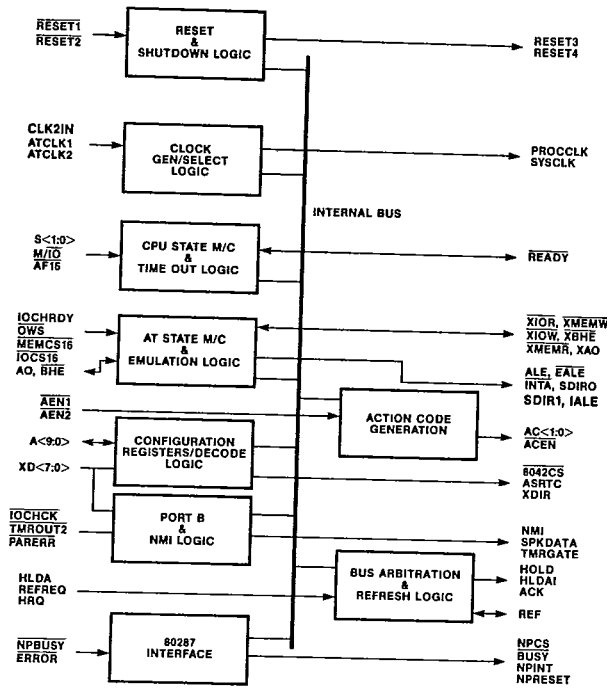 RESET1
RESET2
RESET
&
SHUTDOWN LOGIC
RESET3
RESET4
CLK2IN
ATCLK1
ATCLK2
CLOCK
GEN/SELECT
LOGIC
PROCCLK
SYSCLK
INTERNAL BUS
S<1:0>
M/IO
AF16
CPU STATE M/C
&
TIME OUT LOGIC
READY
IOCHRDY
OWS
MEMCS16
IOCS16
AO, BHE
AT STATE M/C
&
EMULATION LOGIC
XIOR, XMEMW
XIOW, XBHE
XMEMR, XAO
ALE, EALE
INTA, SDIRO
SDIR1, IALE
AEN1
AEN2
ACTION CODE
GENERATION
AC<1:0>
ACEN
A<9:0>
XD<7:0>
CONFIGURATION
REGISTERS/DECODE
LOGIC
8042CS
ASRTC
XDIR
IOCHCK
TMROUT2
PARERR
PORT B
&
NMI LOGIC
NMI
SPKDATA
TMRGATE
HLDA
REFREQ
HRQ
BUS ARBITRATION
&
REFRESH LOGIC
HOLD
HLDAI
ACK
REF
NPBUSY
ERROR
80287
INTERFACE
NPCS
BUSY
NPINT
NPRESET